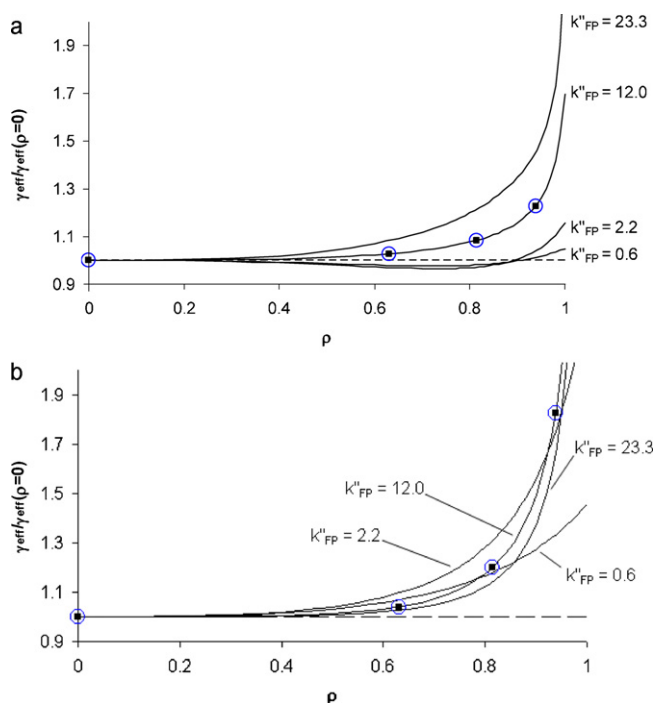 a
1.9
1.7
1.5
1.3
1.1
0.9
γeff/γeff(ρ=0)
0
0.2
0.4
0.6
0.8
1
ρ
k''FP = 23.3
k''FP = 12.0
k''FP = 2.2
k''FP = 0.6
b
1.9
1.7
1.5
1.3
1.1
0.9
γeff/γeff(ρ=0)
0
0.2
0.4
0.6
0.8
1
ρ
k''FP = 23.3
k''FP = 12.0
k''FP = 2.2
k''FP = 0.6